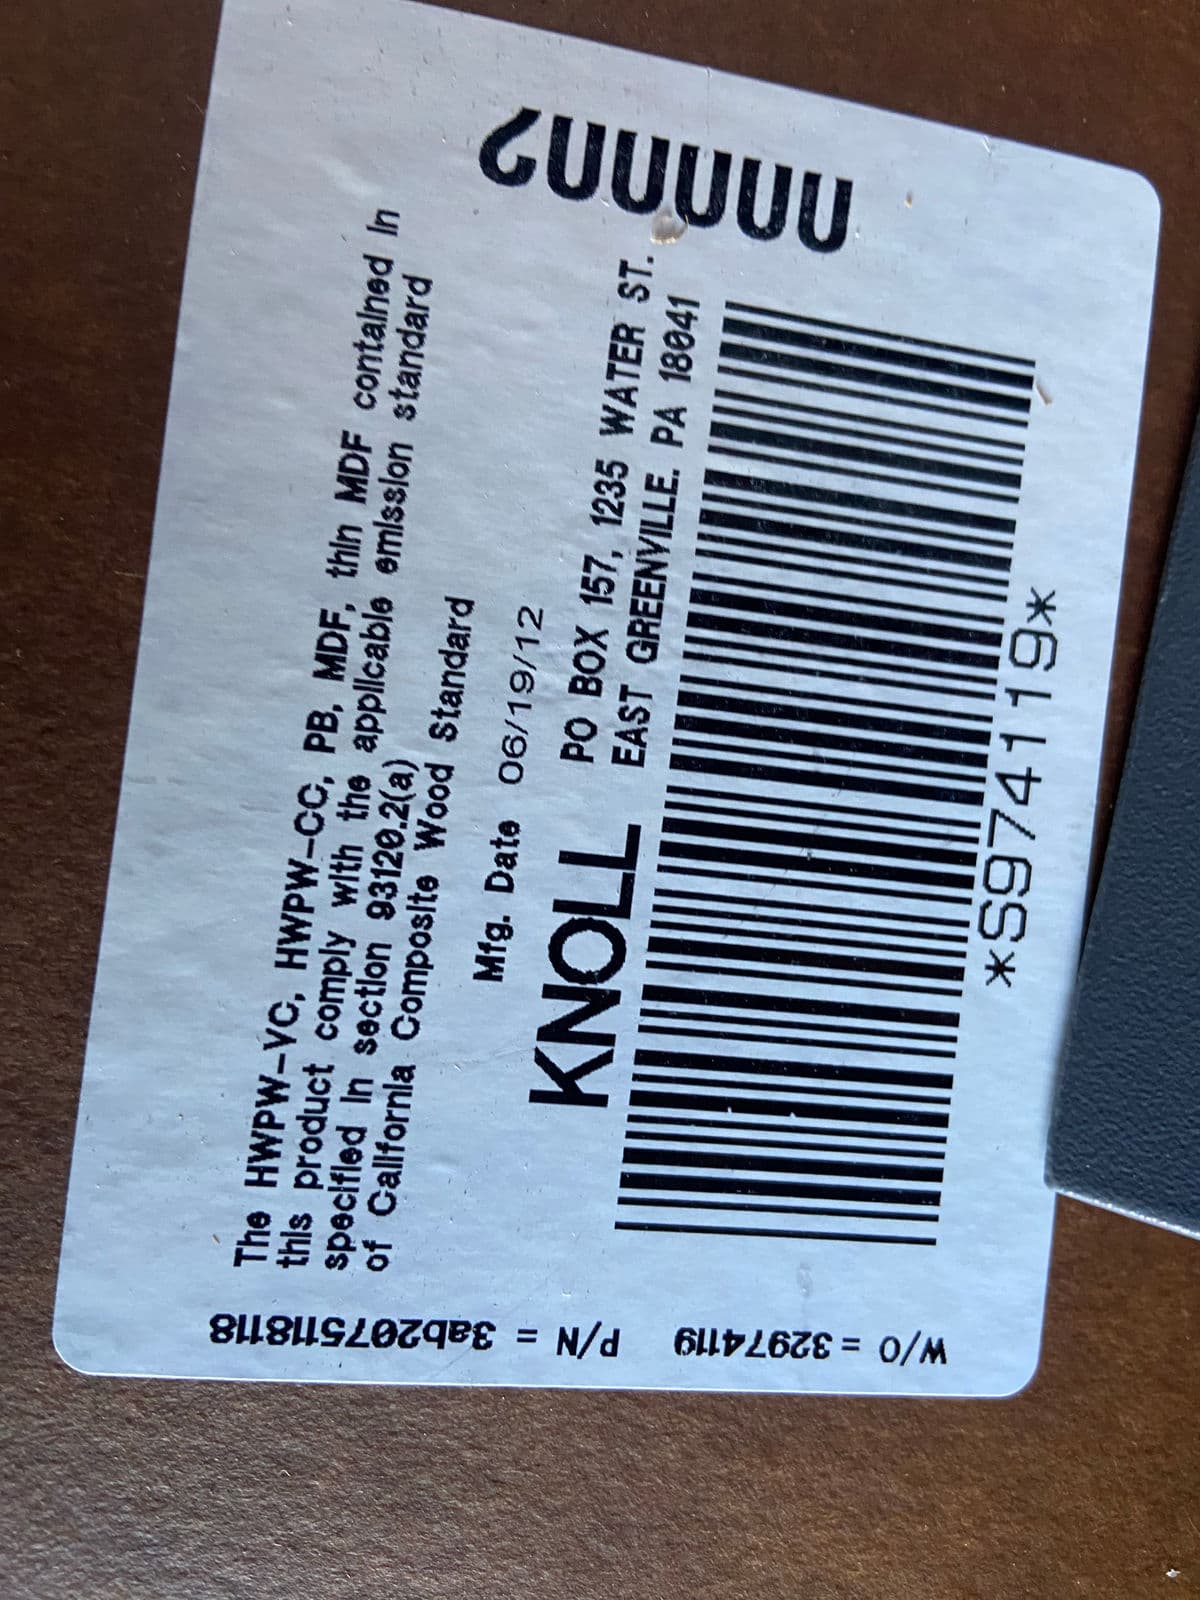 The HWPW-VC, HWPW-CC, PB, MDF, thin MDF contained in
this product comply with the applicable emission standard
specified in section 93120.2(a)
of California Composite Wood Standard
Mfg. Date 06/19/12
KNOLL
PO BOX 157, 1235 WATER ST.
EAST GREENVILLE. PA 18041
*S974119*
W/O = 32974119
P/N = 3ab2075118118